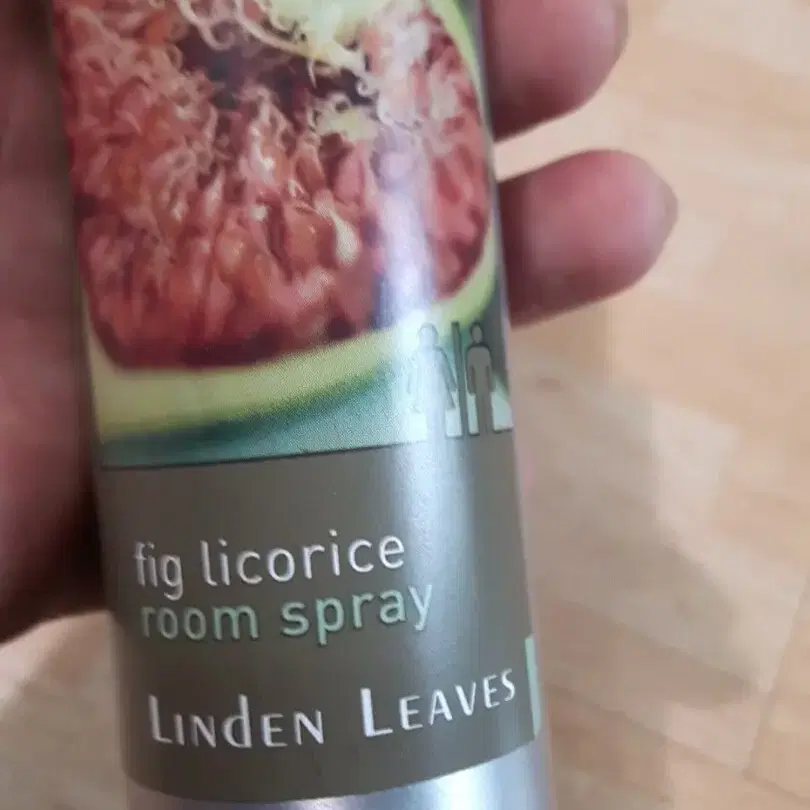 fig licorice
room spray
LINdEN LEAVES